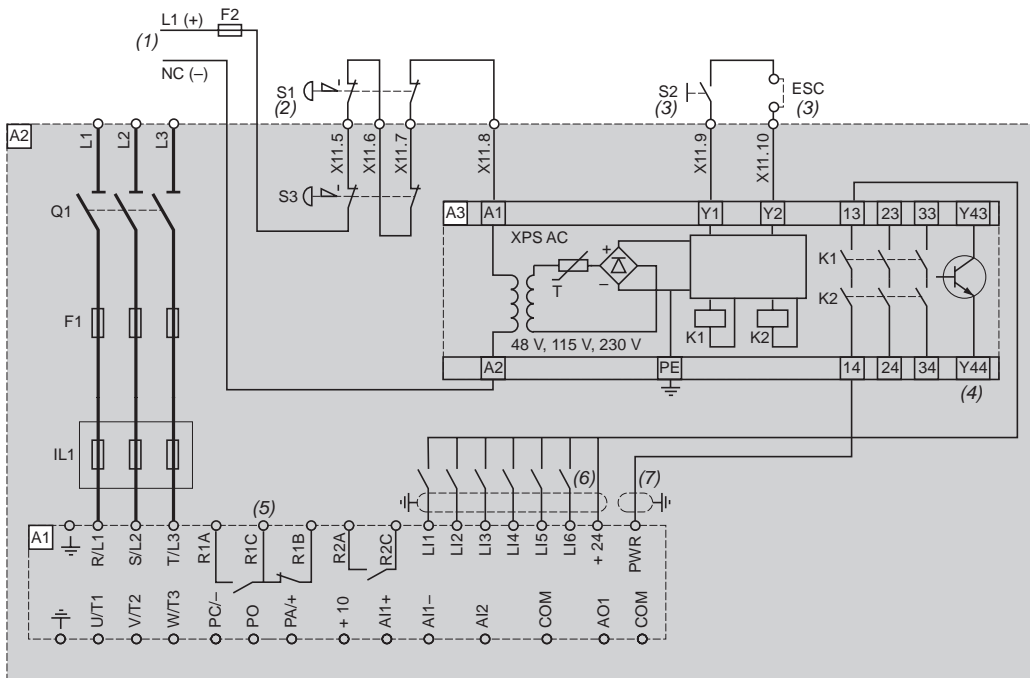 L1 (+)
F2
(1)
NC (–)
S1
(2)
S2
(3)
ESC
(3)
A2
L1
L2
L3
X11.5
X11.6
X11.7
X11.8
X11.9
X11.10
Q1
S3
A3
A1
Y1
Y2
13
23
33
Y43
XPS AC
+
–
T
K1
K2
K1
K2
F1
48 V, 115 V, 230 V
A2
PE
14
24
34
Y44
(4)
IL1
(5)
(6)
(7)
A1
R/L1
S/L2
T/L3
R1A
R1C
R1B
R2A
R2C
LI1
LI2
LI3
LI4
LI5
LI6
+ 24
PWR
U/T1
V/T2
W/T3
PC/–
PO
PA/+
+ 10
AI1+
AI1–
AI2
COM
AO1
COM